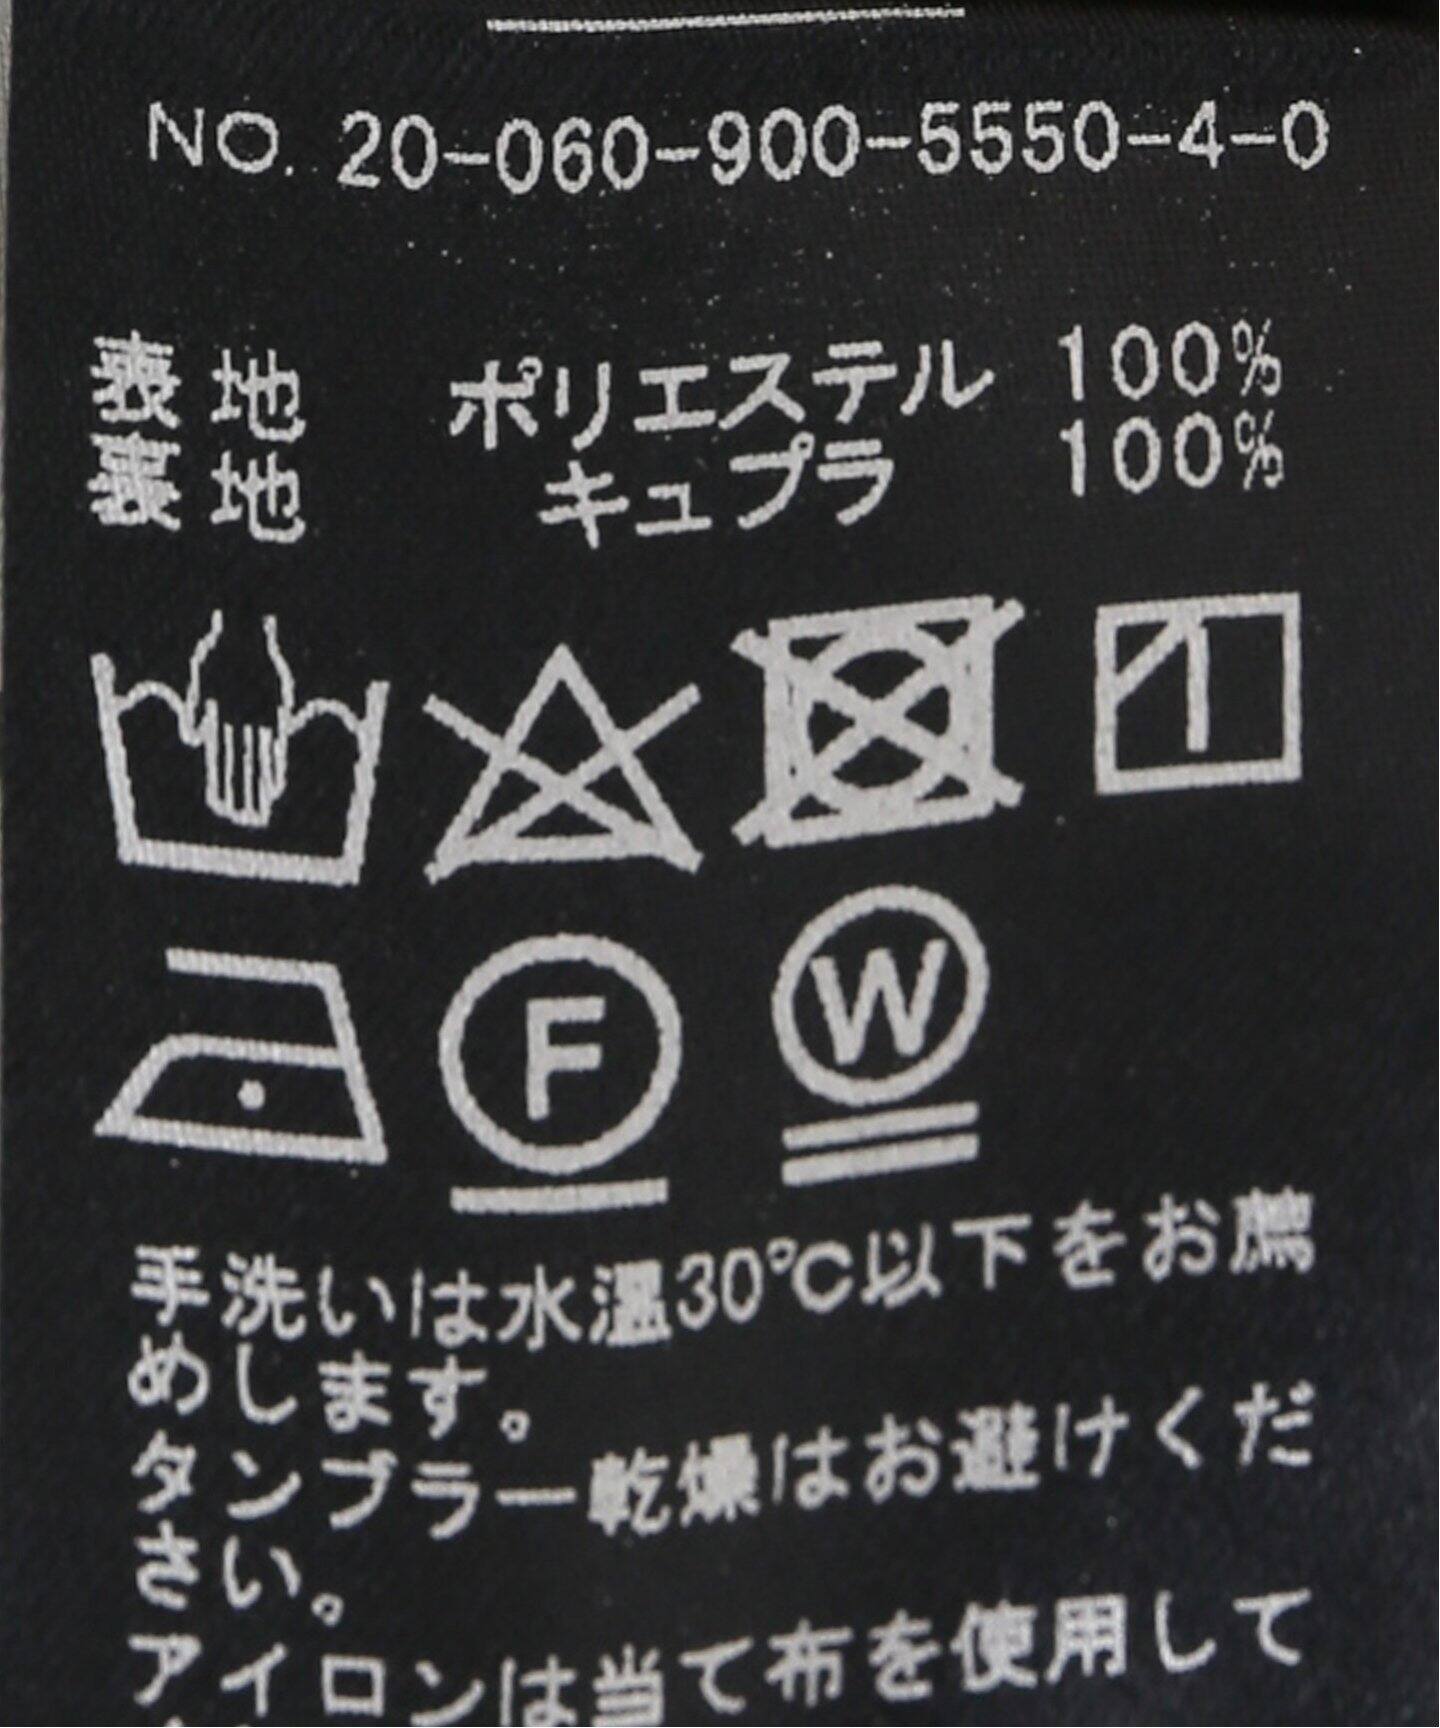 NO. 20-060-900-5550-4-0
表地 ポリエステル 100%
裏地 キュプラ 100%
F W
手洗いは水温30℃以下をお薦
めします。
タンブラー乾燥はお避けくだ
さい。
アイロンは当て布を使用して